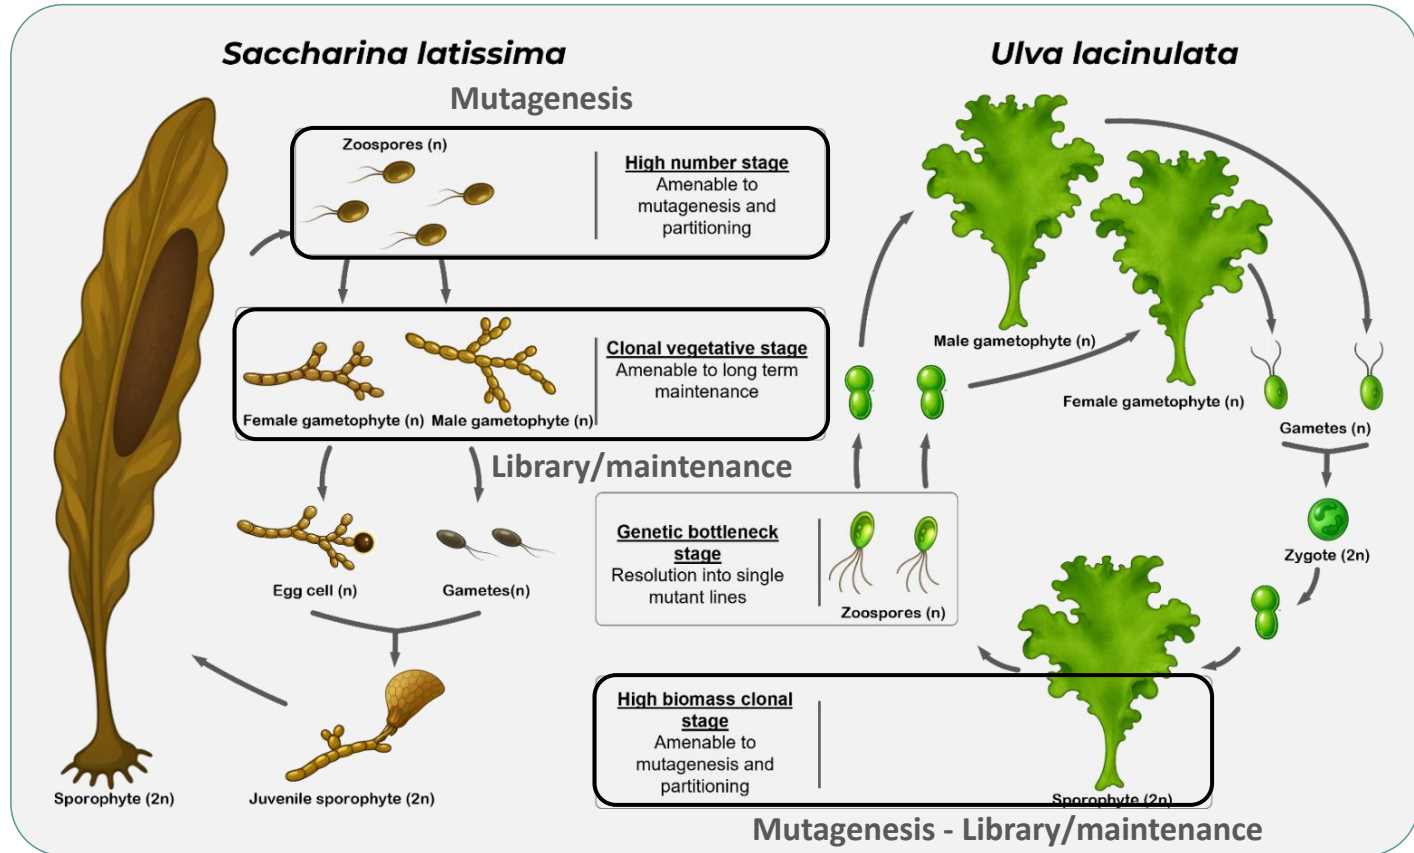 Saccharina latissima
Mutagenesis
Zoospores (n)
High number stage
Amenable to
mutagenesis and
partitioning
Clonal vegetative stage
Amenable to long term
maintenance
Female gametophyte (n)
Male gametophyte (n)
Library/maintenance
Egg cell (n)
Gametes(n)
Sporophyte (2n)
Juvenile sporophyte (2n)
Ulva lacinulata
Male gametophyte (n)
Female gametophyte (n)
Gametes (n)
Zygote (2n)
Genetic bottleneck
stage
Resolution into single
mutant lines
Zoospores (n)
High biomass clonal
stage
Amenable to
mutagenesis and
partitioning
Sporophyte (2n)
Mutagenesis - Library/maintenance